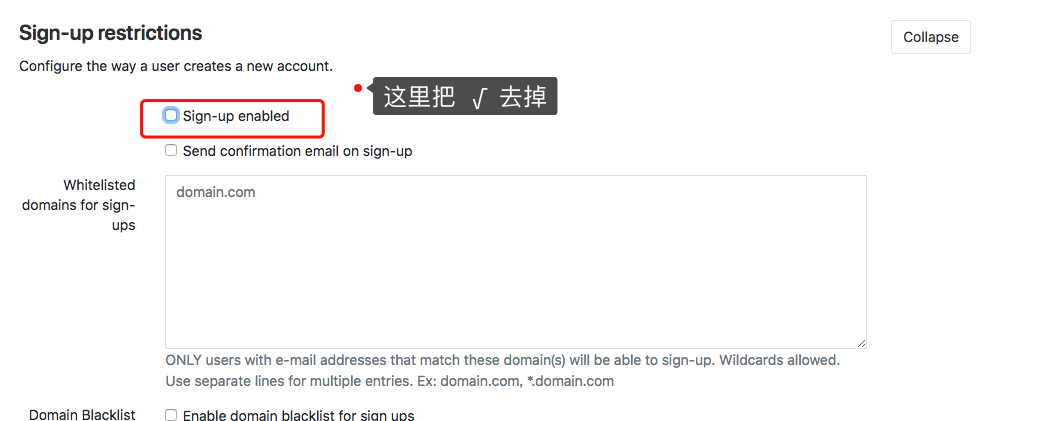 Sign-up restrictions
Collapse
Configure the way a user creates a new account.
这里把 √ 去掉
Sign-up enabled
Send confirmation email on sign-up
Whitelisted
domains for sign-
ups
domain.com
ONLY users with e-mail addresses that match these domain(s) will be able to sign-up. Wildcards allowed.
Use separate lines for multiple entries. Ex: domain.com, *.domain.com
Domain Blacklist
Enable domain blacklist for sign ups